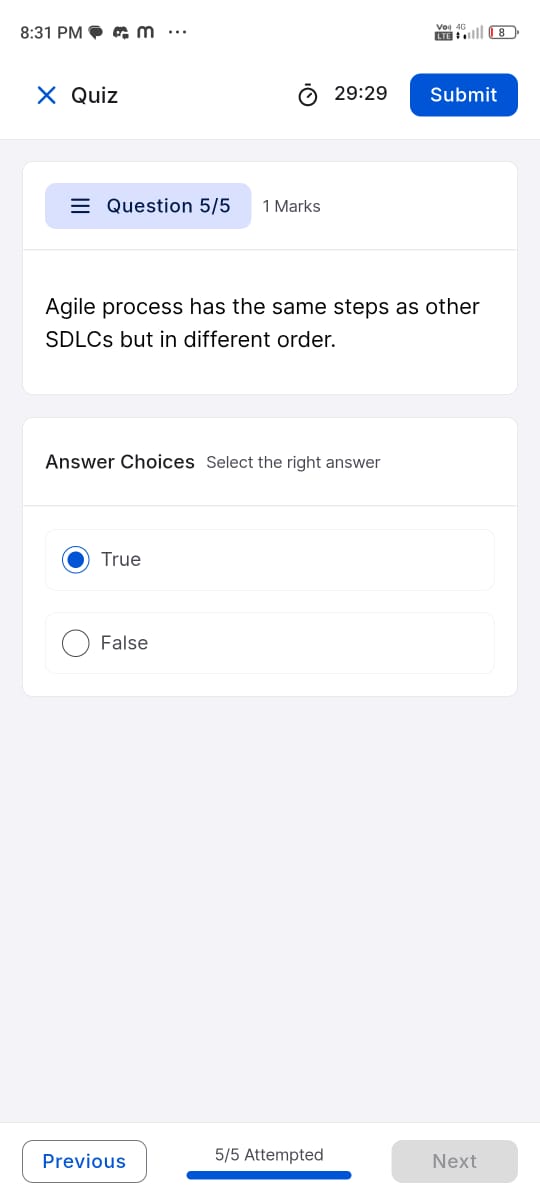 8:31 PM
Vo
LTE
4G
8
Quiz
29:29
Submit
Question 5/5
1 Marks
Agile process has the same steps as other
SDLCs but in different order.
Answer Choices Select the right answer
True
False
Previous
5/5 Attempted
Next